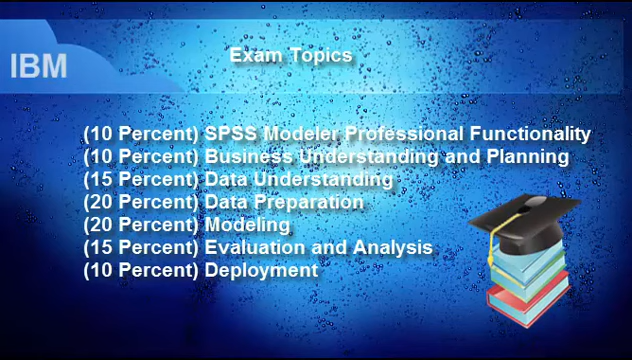 Exam Topics
IBM
(10 Percent) SPSS Modeler Professional Functionality
(10 Percent) Business Understanding and Planning
(15 Percent) Data Understanding
(20 Percent) Data Preparation
(20 Percent) Modeling
(15 Percent) Evaluation and Analysis
(10 Percent) Deployment